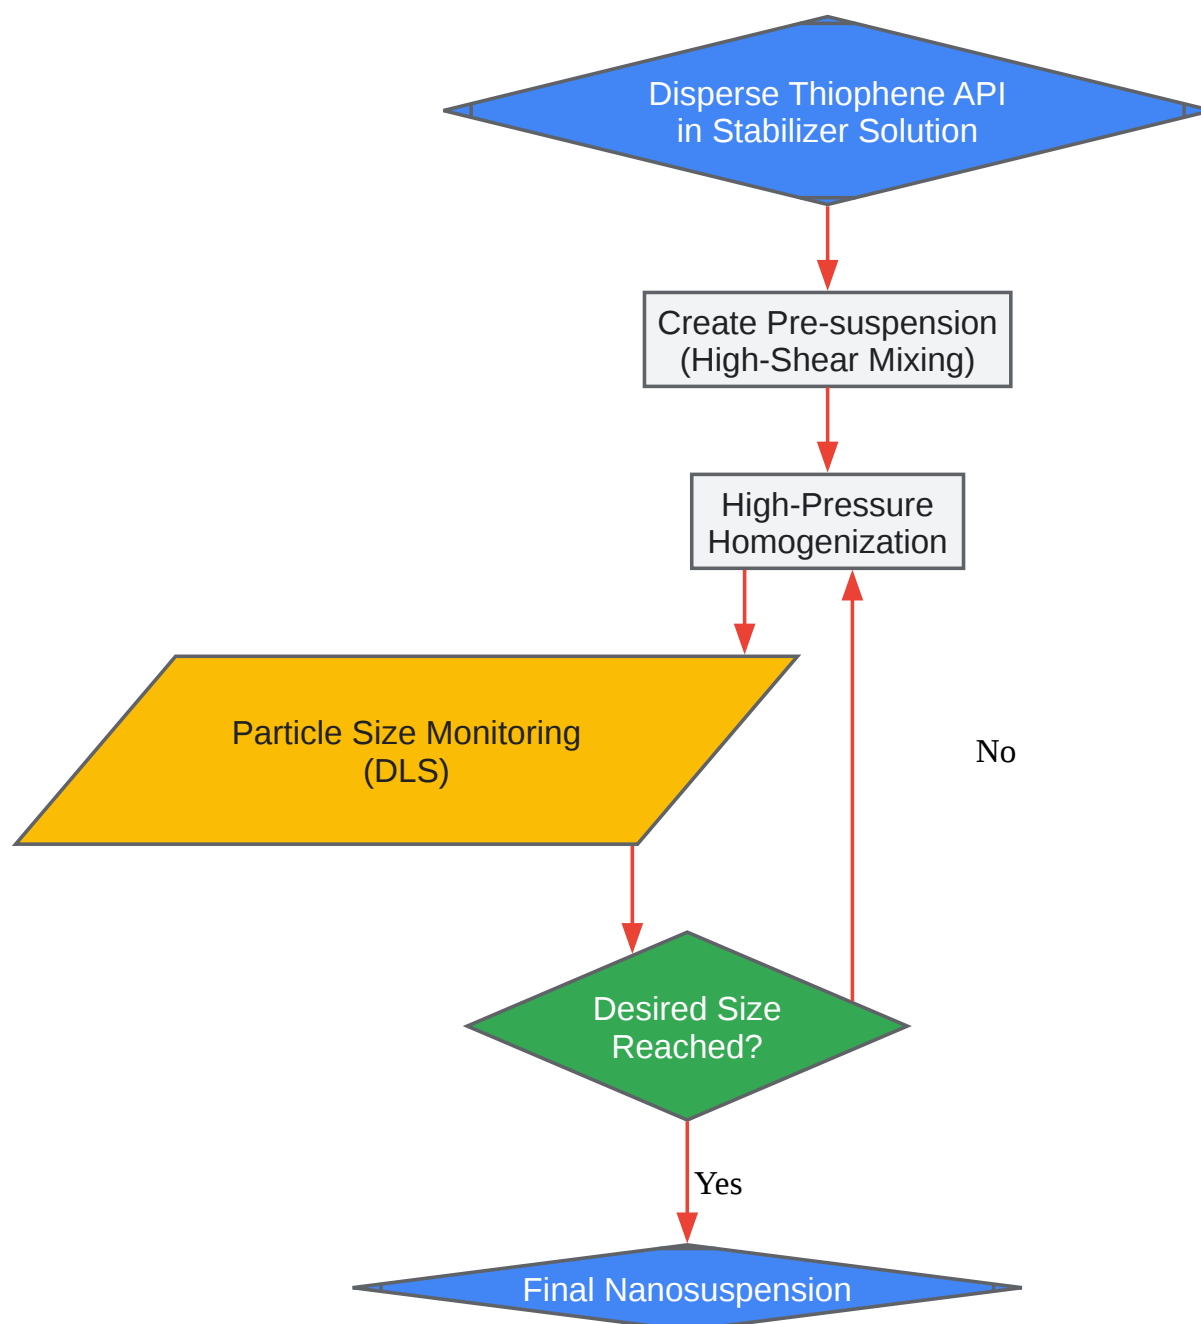 Disperse Thiophene API
in Stabilizer Solution
Create Pre-suspension
(High-Shear Mixing)
High-Pressure
Homogenization
Particle Size Monitoring
(DLS)
No
Desired Size
Reached?
Yes
Final Nanosuspension